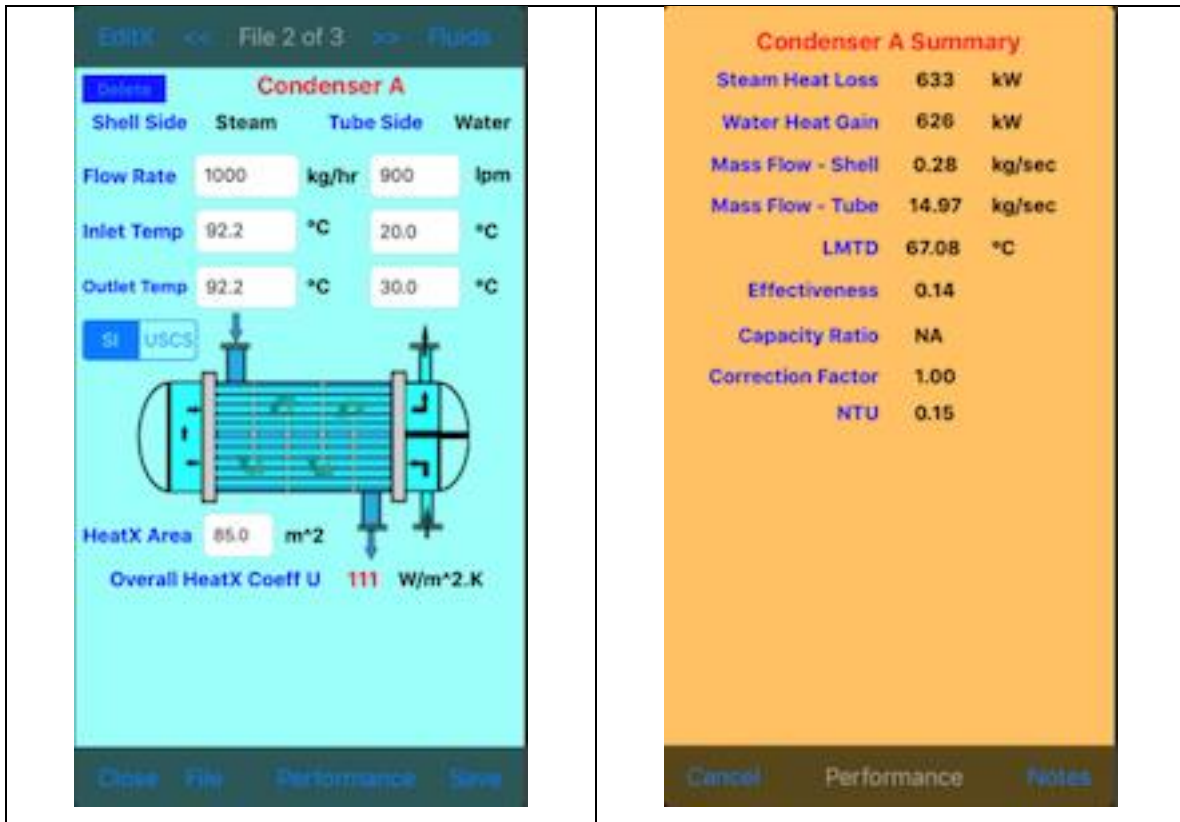 EditX << File 2 of 3 >> Fluids
Delete Condenser A
Shell Side Steam Tube Side Water
Flow Rate 1000 kg/hr 900 lpm
Inlet Temp 92.2 °C 20.0 °C
Outlet Temp 92.2 °C 30.0 °C
SI USCS
HeatX Area 85.0 m^2
Overall HeatX Coeff U 111 W/m^2.K
Close File Performance Save
Condenser A Summary
Steam Heat Loss 633 kW
Water Heat Gain 626 kW
Mass Flow - Shell 0.28 kg/sec
Mass Flow - Tube 14.97 kg/sec
LMTD 67.08 °C
Effectiveness 0.14
Capacity Ratio NA
Correction Factor 1.00
NTU 0.15
Cancel Performance Notes